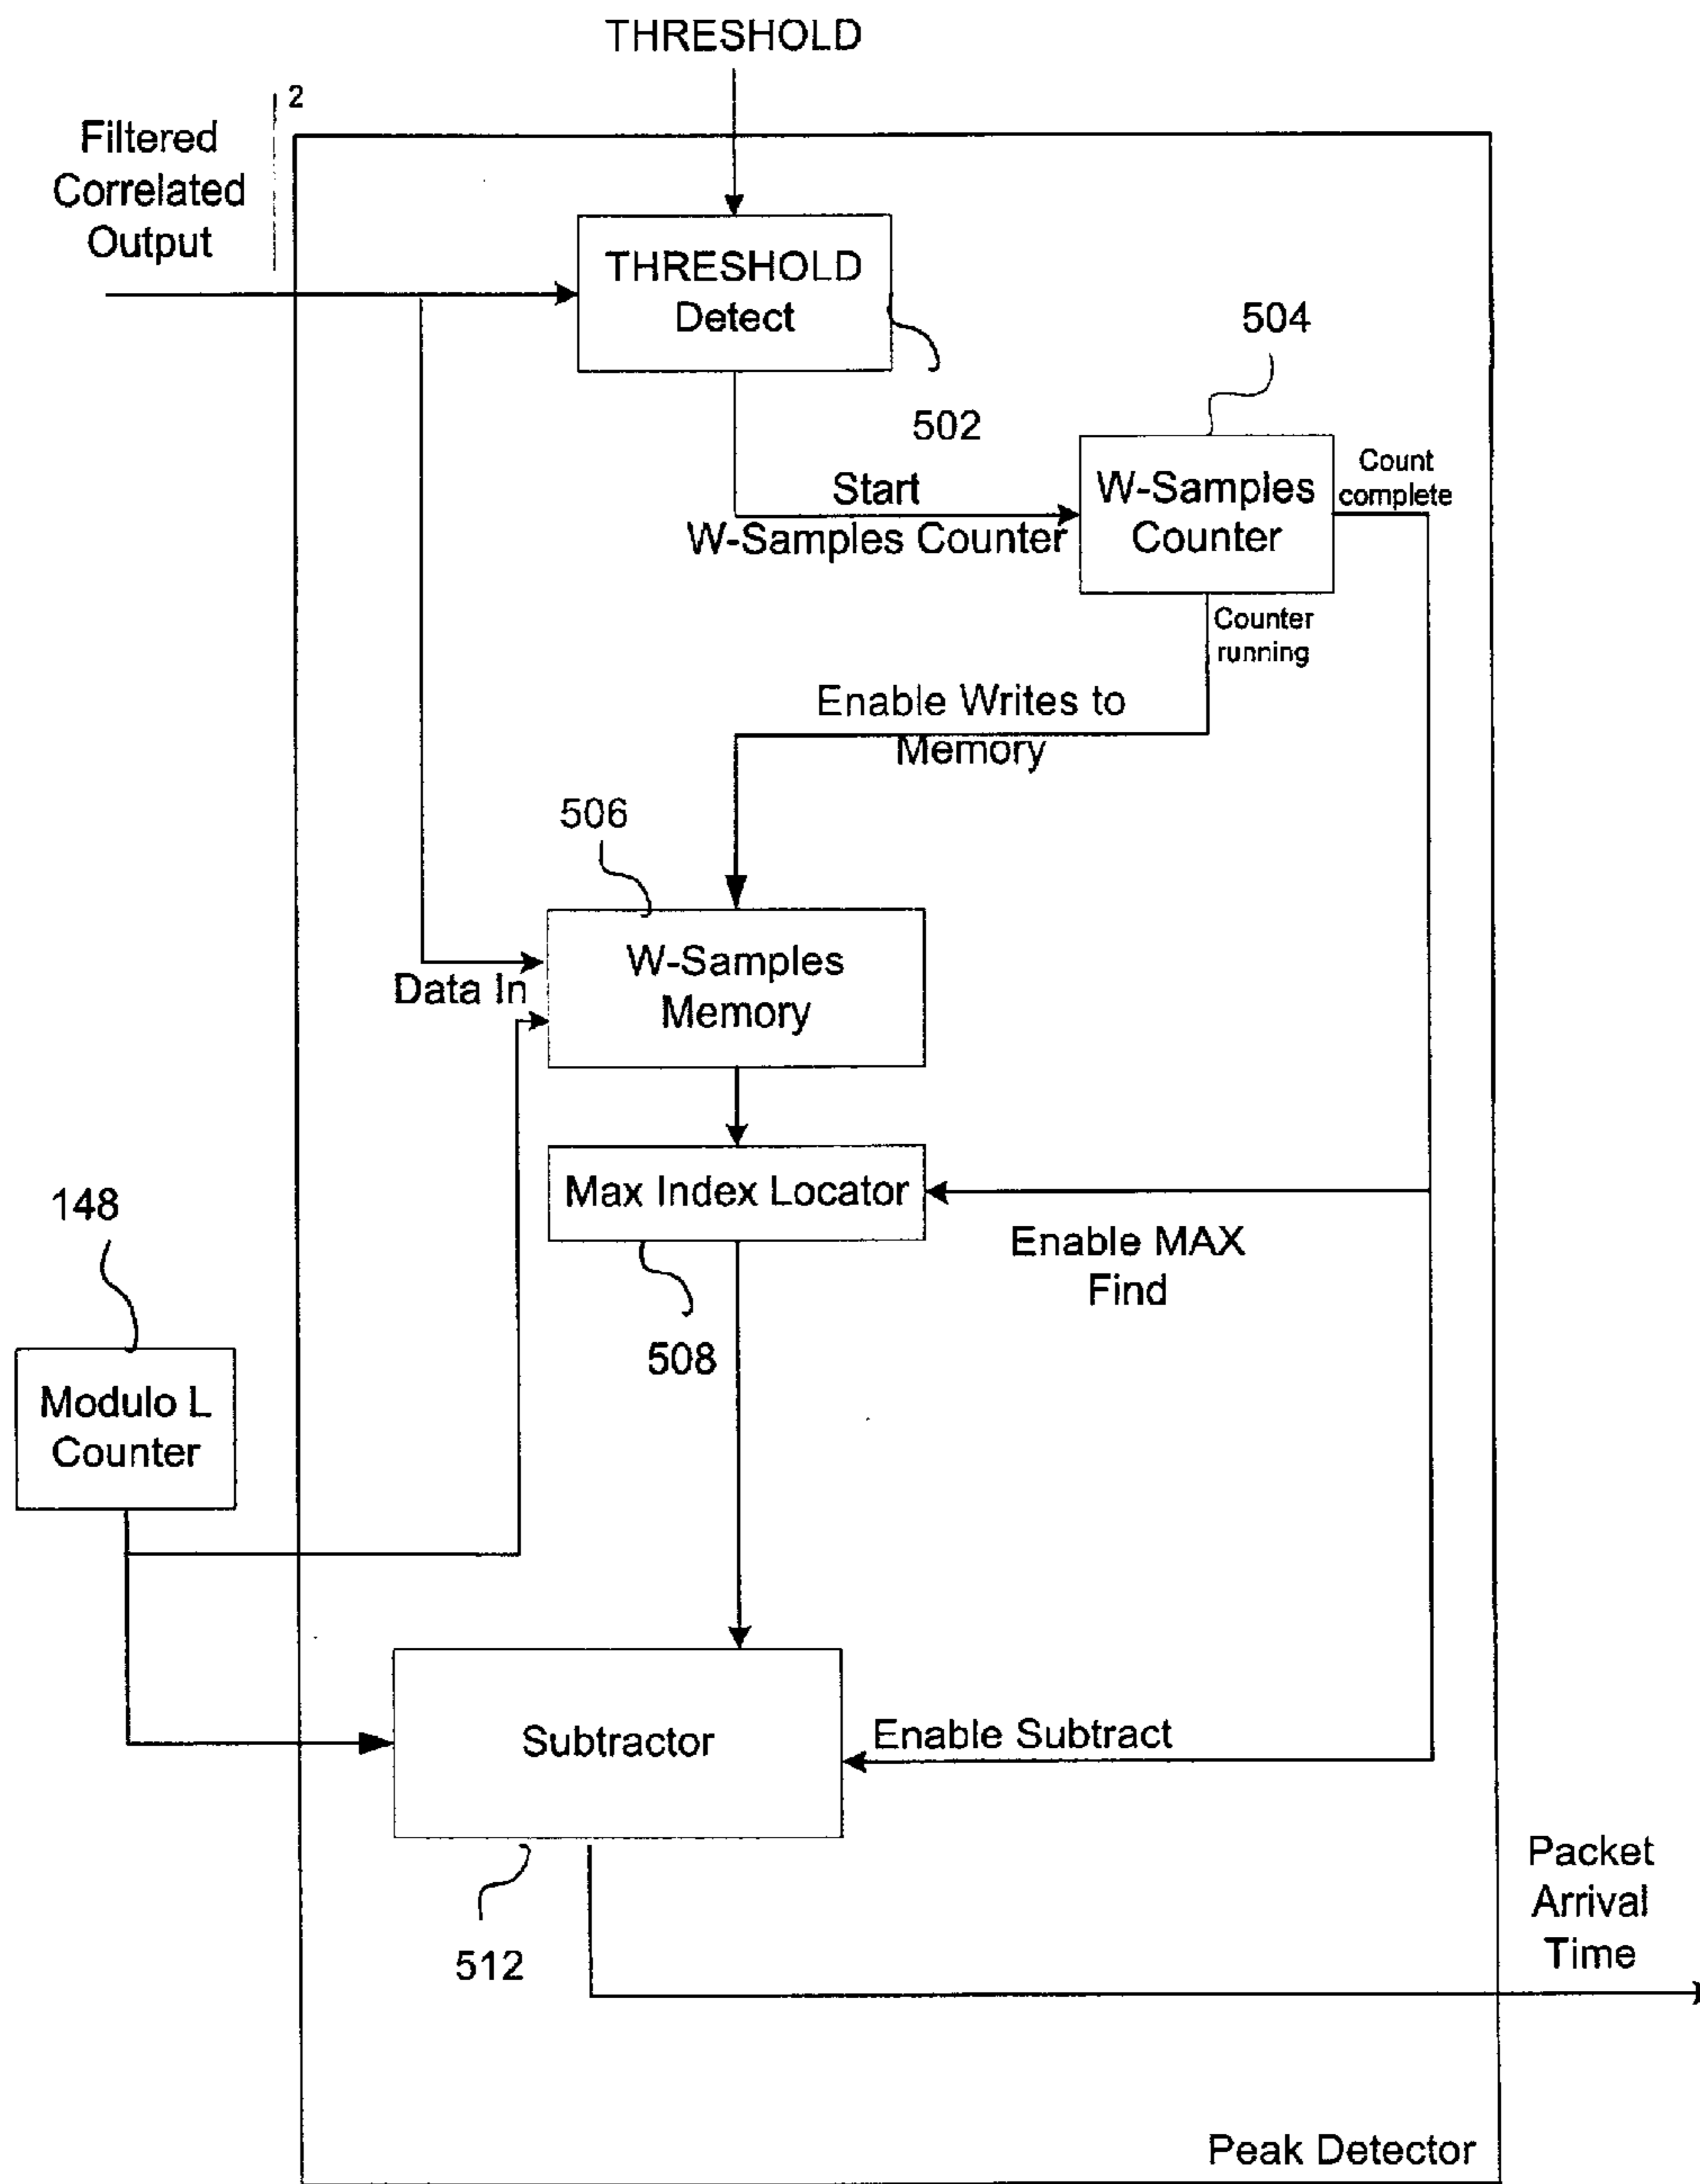 THRESHOLD
2
Filtered
Correlated
Output
THRESHOLD
Detect
502
504
Start
W-Samples Counter
W-Samples
Counter
Count
complete
Counter
running
Enable Writes to
Memory
506
W-Samples
Memory
Data In
Max Index Locator
Enable MAX
Find
508
148
Modulo L
Counter
Subtractor
Enable Subtract
512
Packet
Arrival
Time
Peak Detector